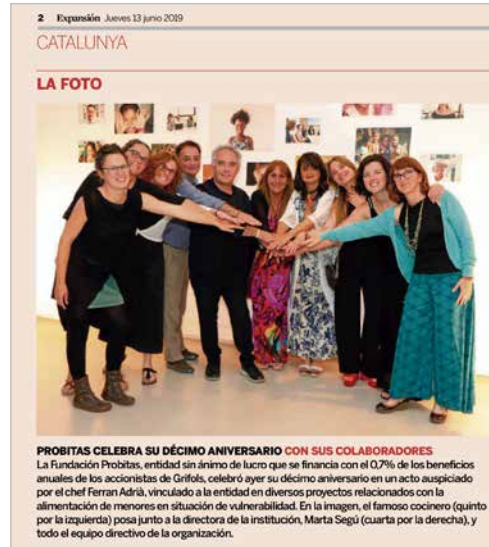 2 Expansión Jueves 13 junio 2019
CATALUNYA
LA FOTO
PROBITAS CELEBRA SU DÉCIMO ANIVERSARIO CON SUS COLABORADORES
La Fundación Probitas, entidad sin ánimo de lucro que se financia con el 0,7% de los beneficios
anuales de los accionistas de Grifols, celebró ayer su décimo aniversario en un acto auspiciado
por el chef Ferran Adrià, vinculado a la entidad en diversos proyectos relacionados con la
alimentación de menores en situación de vulnerabilidad. En la imagen, el famoso cocinero (quinto
por la izquierda) posa junto a la directora de la institución, Marta Segú (cuarta por la derecha), y
todo el equipo directivo de la organización.